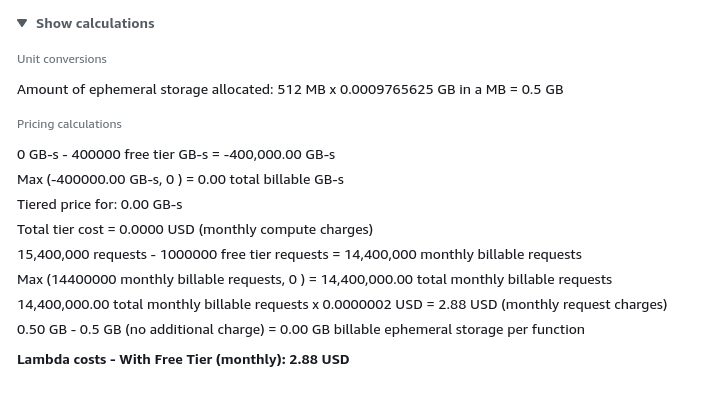 Show calculations
Unit conversions
Amount of ephemeral storage allocated: 512 MB x 0.0009765625 GB in a MB = 0.5 GB
Pricing calculations
0 GB-s - 400000 free tier GB-s = -400,000.00 GB-s
Max (-400000.00 GB-s, 0 ) = 0.00 total billable GB-s
Tiered price for: 0.00 GB-s
Total tier cost = 0.0000 USD (monthly compute charges)
15,400,000 requests - 1000000 free tier requests = 14,400,000 monthly billable requests
Max (14400000 monthly billable requests, 0 ) = 14,400,000.00 total monthly billable requests
14,400,000.00 total monthly billable requests x 0.0000002 USD = 2.88 USD (monthly request charges)
0.50 GB - 0.5 GB (no additional charge) = 0.00 GB billable ephemeral storage per function
Lambda costs - With Free Tier (monthly): 2.88 USD